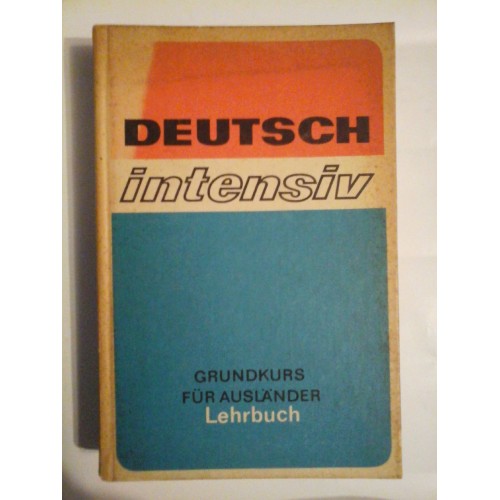 DEUTSCH
intensiv
GRUNDKURS
FÜR AUSLÄNDER
Lehrbuch